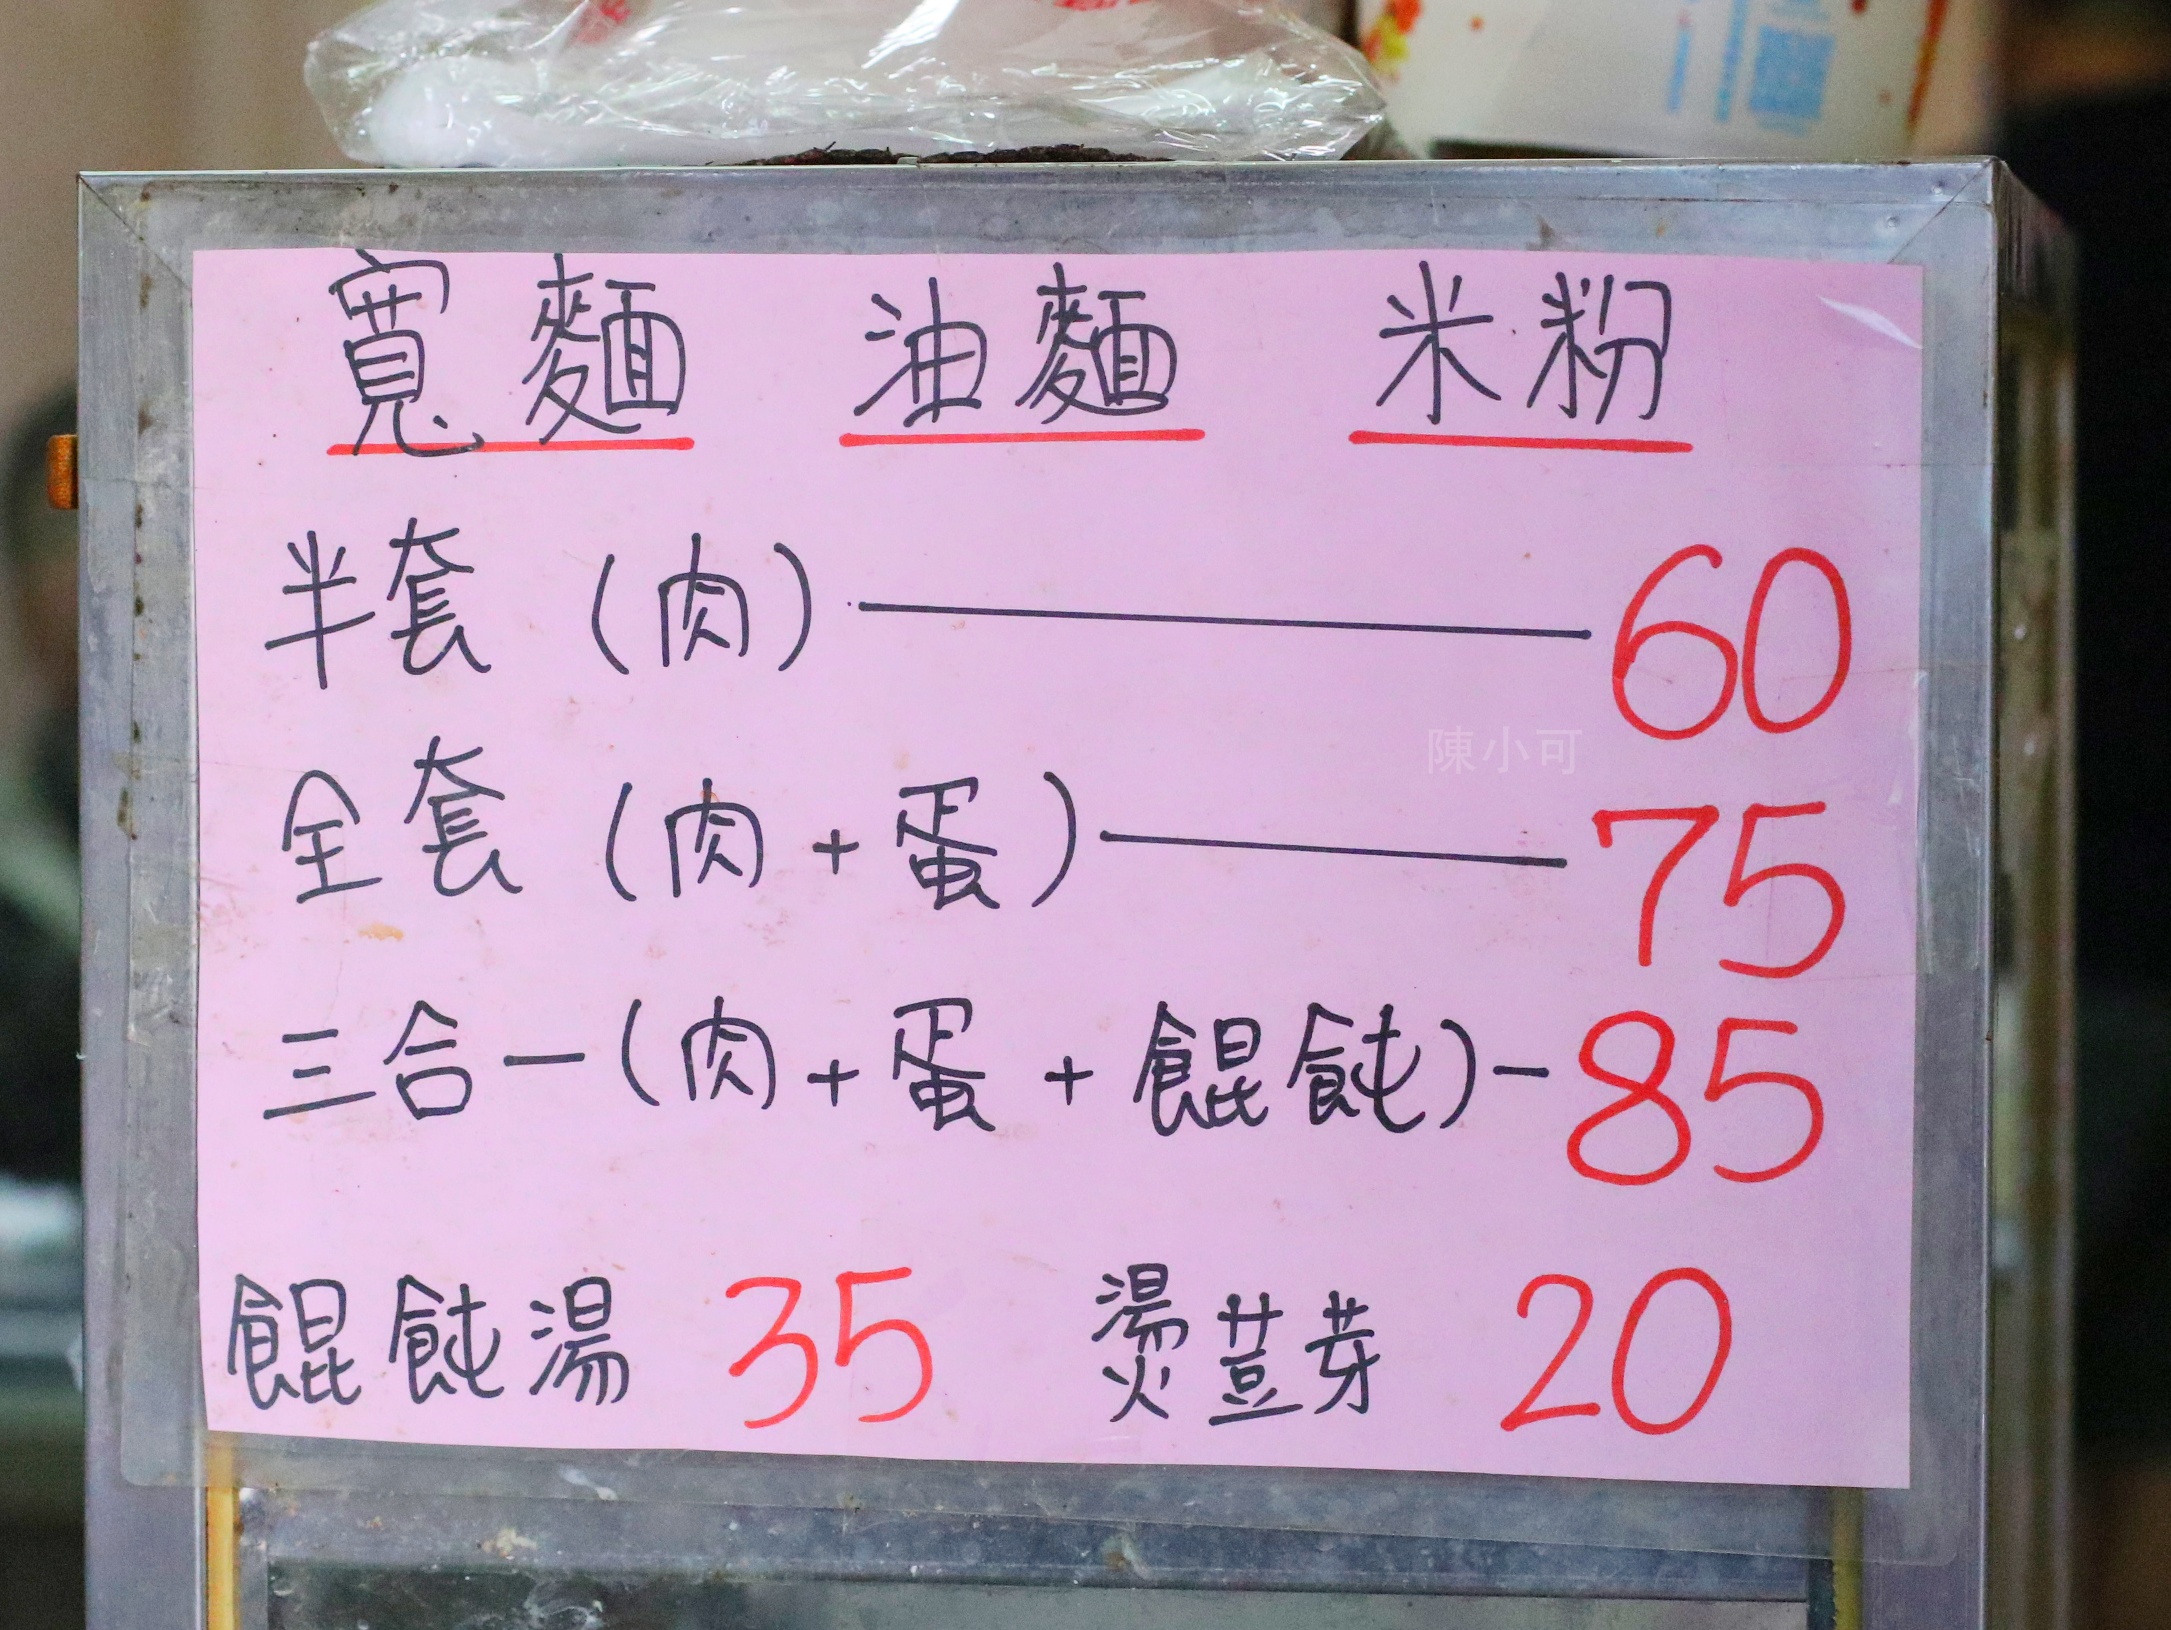 寬麵 油麵 米粉
半套(肉)—60
全套(肉+蛋)—75
三合一(肉+蛋+餛飩)-85
餛飩湯 35 燙荳芽 20
陳小可